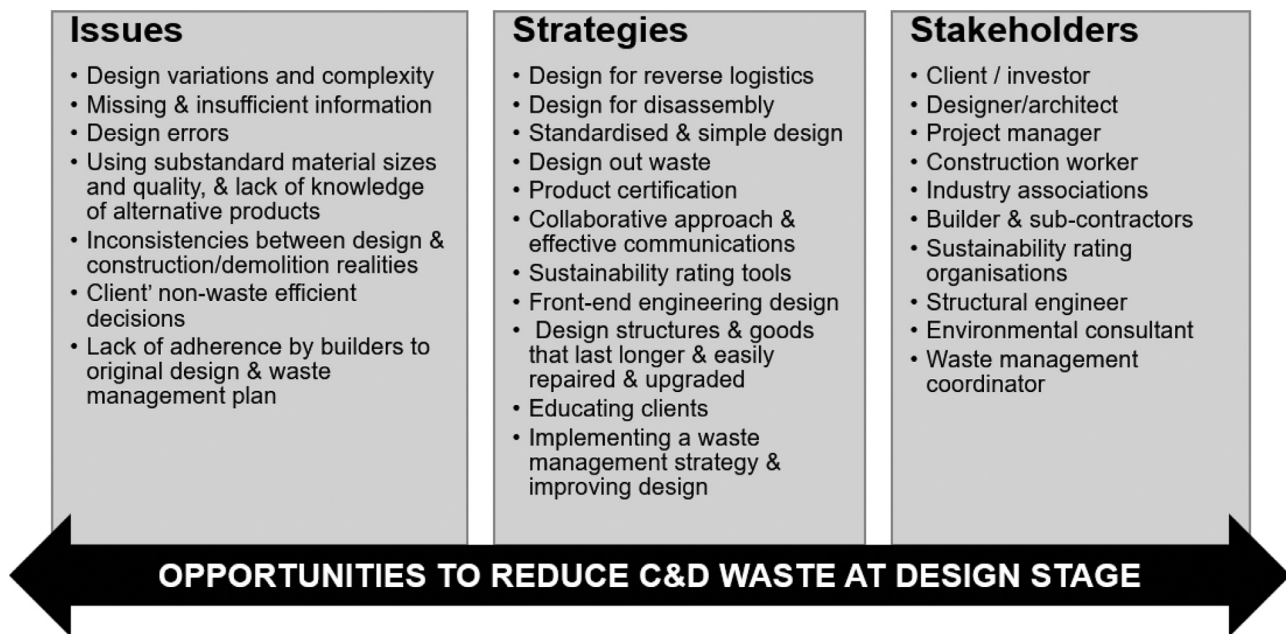 Issues
• Design variations and complexity
• Missing & insufficient information
• Design errors
• Using substandard material sizes
and quality, & lack of knowledge
of alternative products
• Inconsistencies between design &
construction/demolition realities
• Client' non-waste efficient
decisions
• Lack of adherence by builders to
original design & waste
management plan
Strategies
• Design for reverse logistics
• Design for disassembly
• Standardised & simple design
• Design out waste
• Product certification
• Collaborative approach &
effective communications
• Sustainability rating tools
• Front-end engineering design
• Design structures & goods
that last longer & easily
repaired & upgraded
• Educating clients
• Implementing a waste
management strategy &
improving design
Stakeholders
• Client / investor
• Designer/architect
• Project manager
• Construction worker
• Industry associations
• Builder & sub-contractors
• Sustainability rating
organisations
• Structural engineer
• Environmental consultant
• Waste management
coordinator
OPPORTUNITIES TO REDUCE C&D WASTE AT DESIGN STAGE